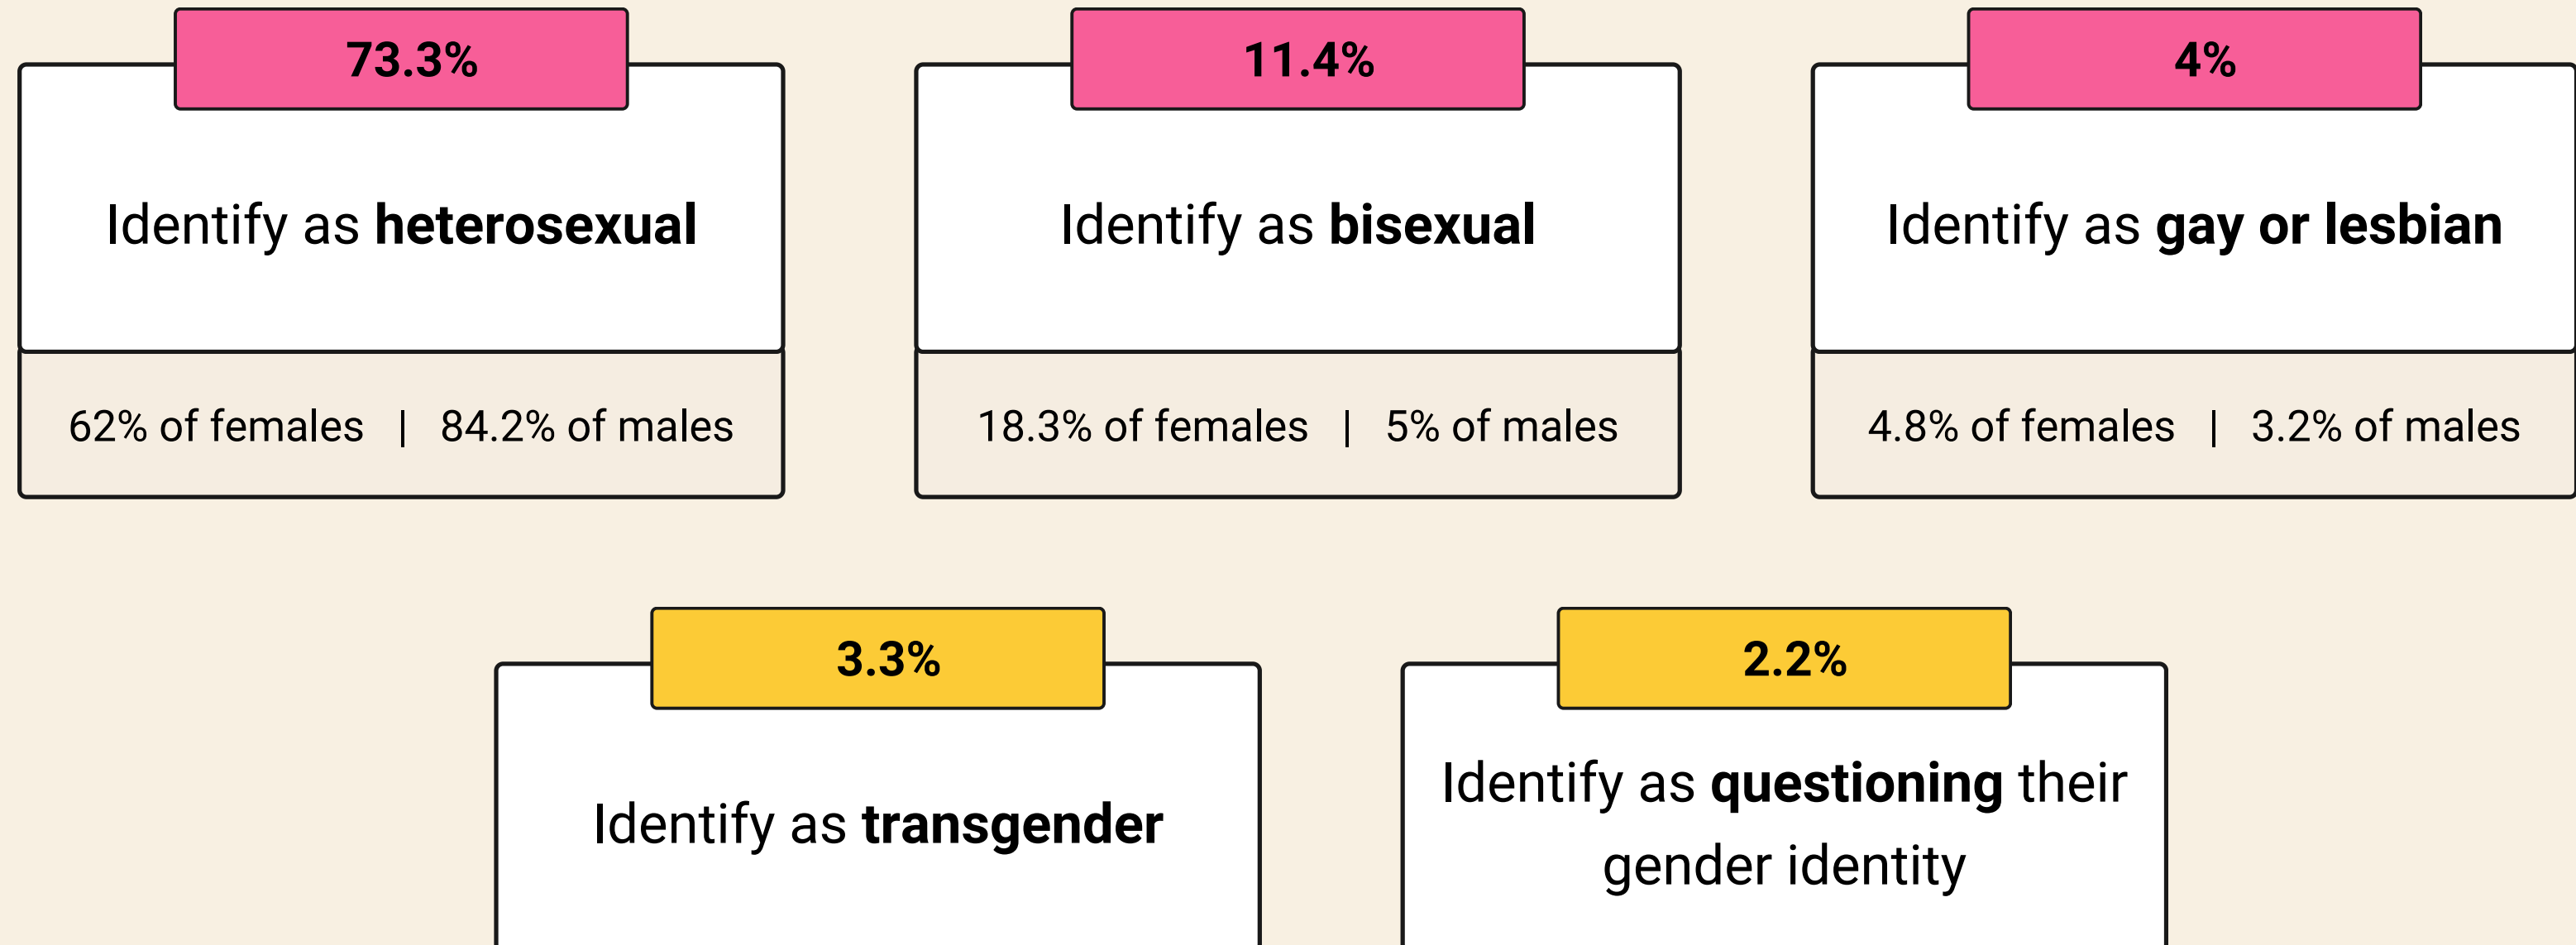 73.3%
Identify as heterosexual
62% of females | 84.2% of males
11.4%
Identify as bisexual
18.3% of females | 5% of males
4%
Identify as gay or lesbian
4.8% of females | 3.2% of males
3.3%
Identify as transgender
2.2%
Identify as questioning their
gender identity